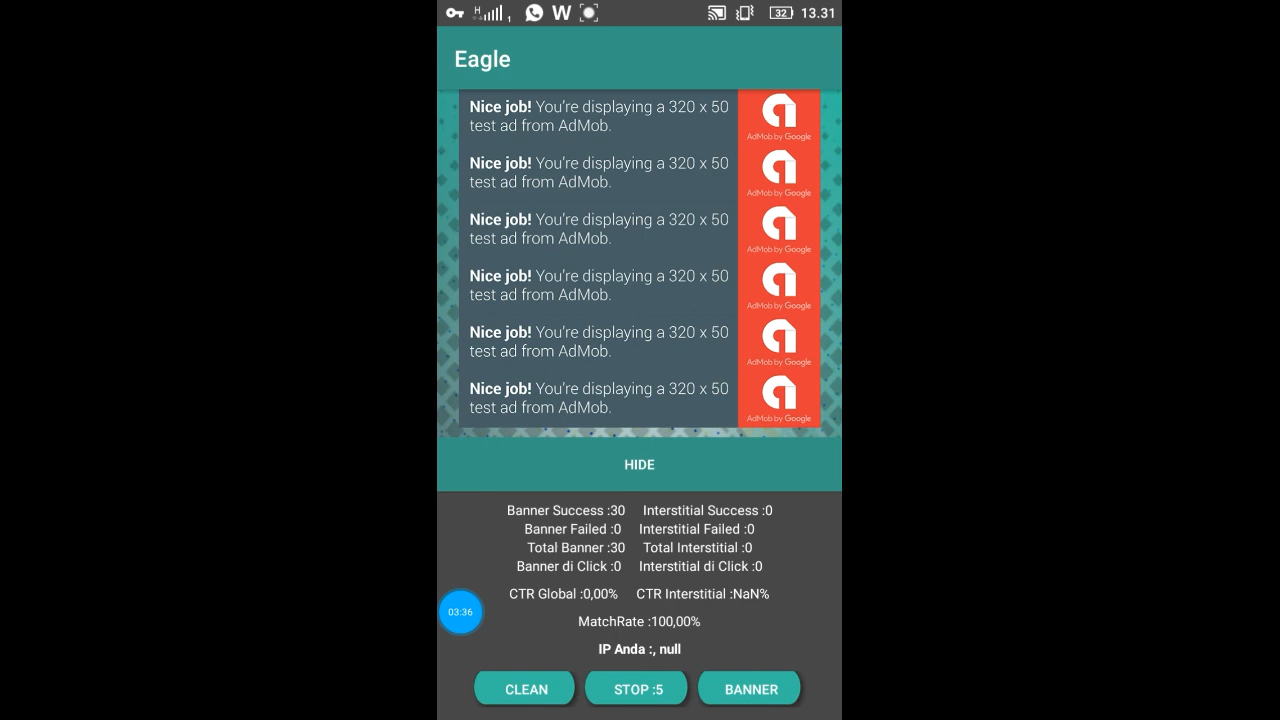 H 1 W 32 13.31
Eagle
Nice job! You're displaying a 320 x 50
test ad from AdMob.
AdMob by Google
Nice job! You're displaying a 320 x 50
test ad from AdMob.
AdMob by Google
Nice job! You're displaying a 320 x 50
test ad from AdMob.
AdMob by Google
Nice job! You're displaying a 320 x 50
test ad from AdMob.
AdMob by Google
Nice job! You're displaying a 320 x 50
test ad from AdMob.
AdMob by Google
Nice job! You're displaying a 320 x 50
test ad from AdMob.
AdMob by Google
HIDE
Banner Success :30 Interstitial Success :0
Banner Failed :0 Interstitial Failed :0
Total Banner :30 Total Interstitial :0
Banner di Click :0 Interstitial di Click :0
CTR Global :0,00% CTR Interstitial :NaN%
03:36
MatchRate :100,00%
IP Anda :, null
CLEAN STOP :5 BANNER